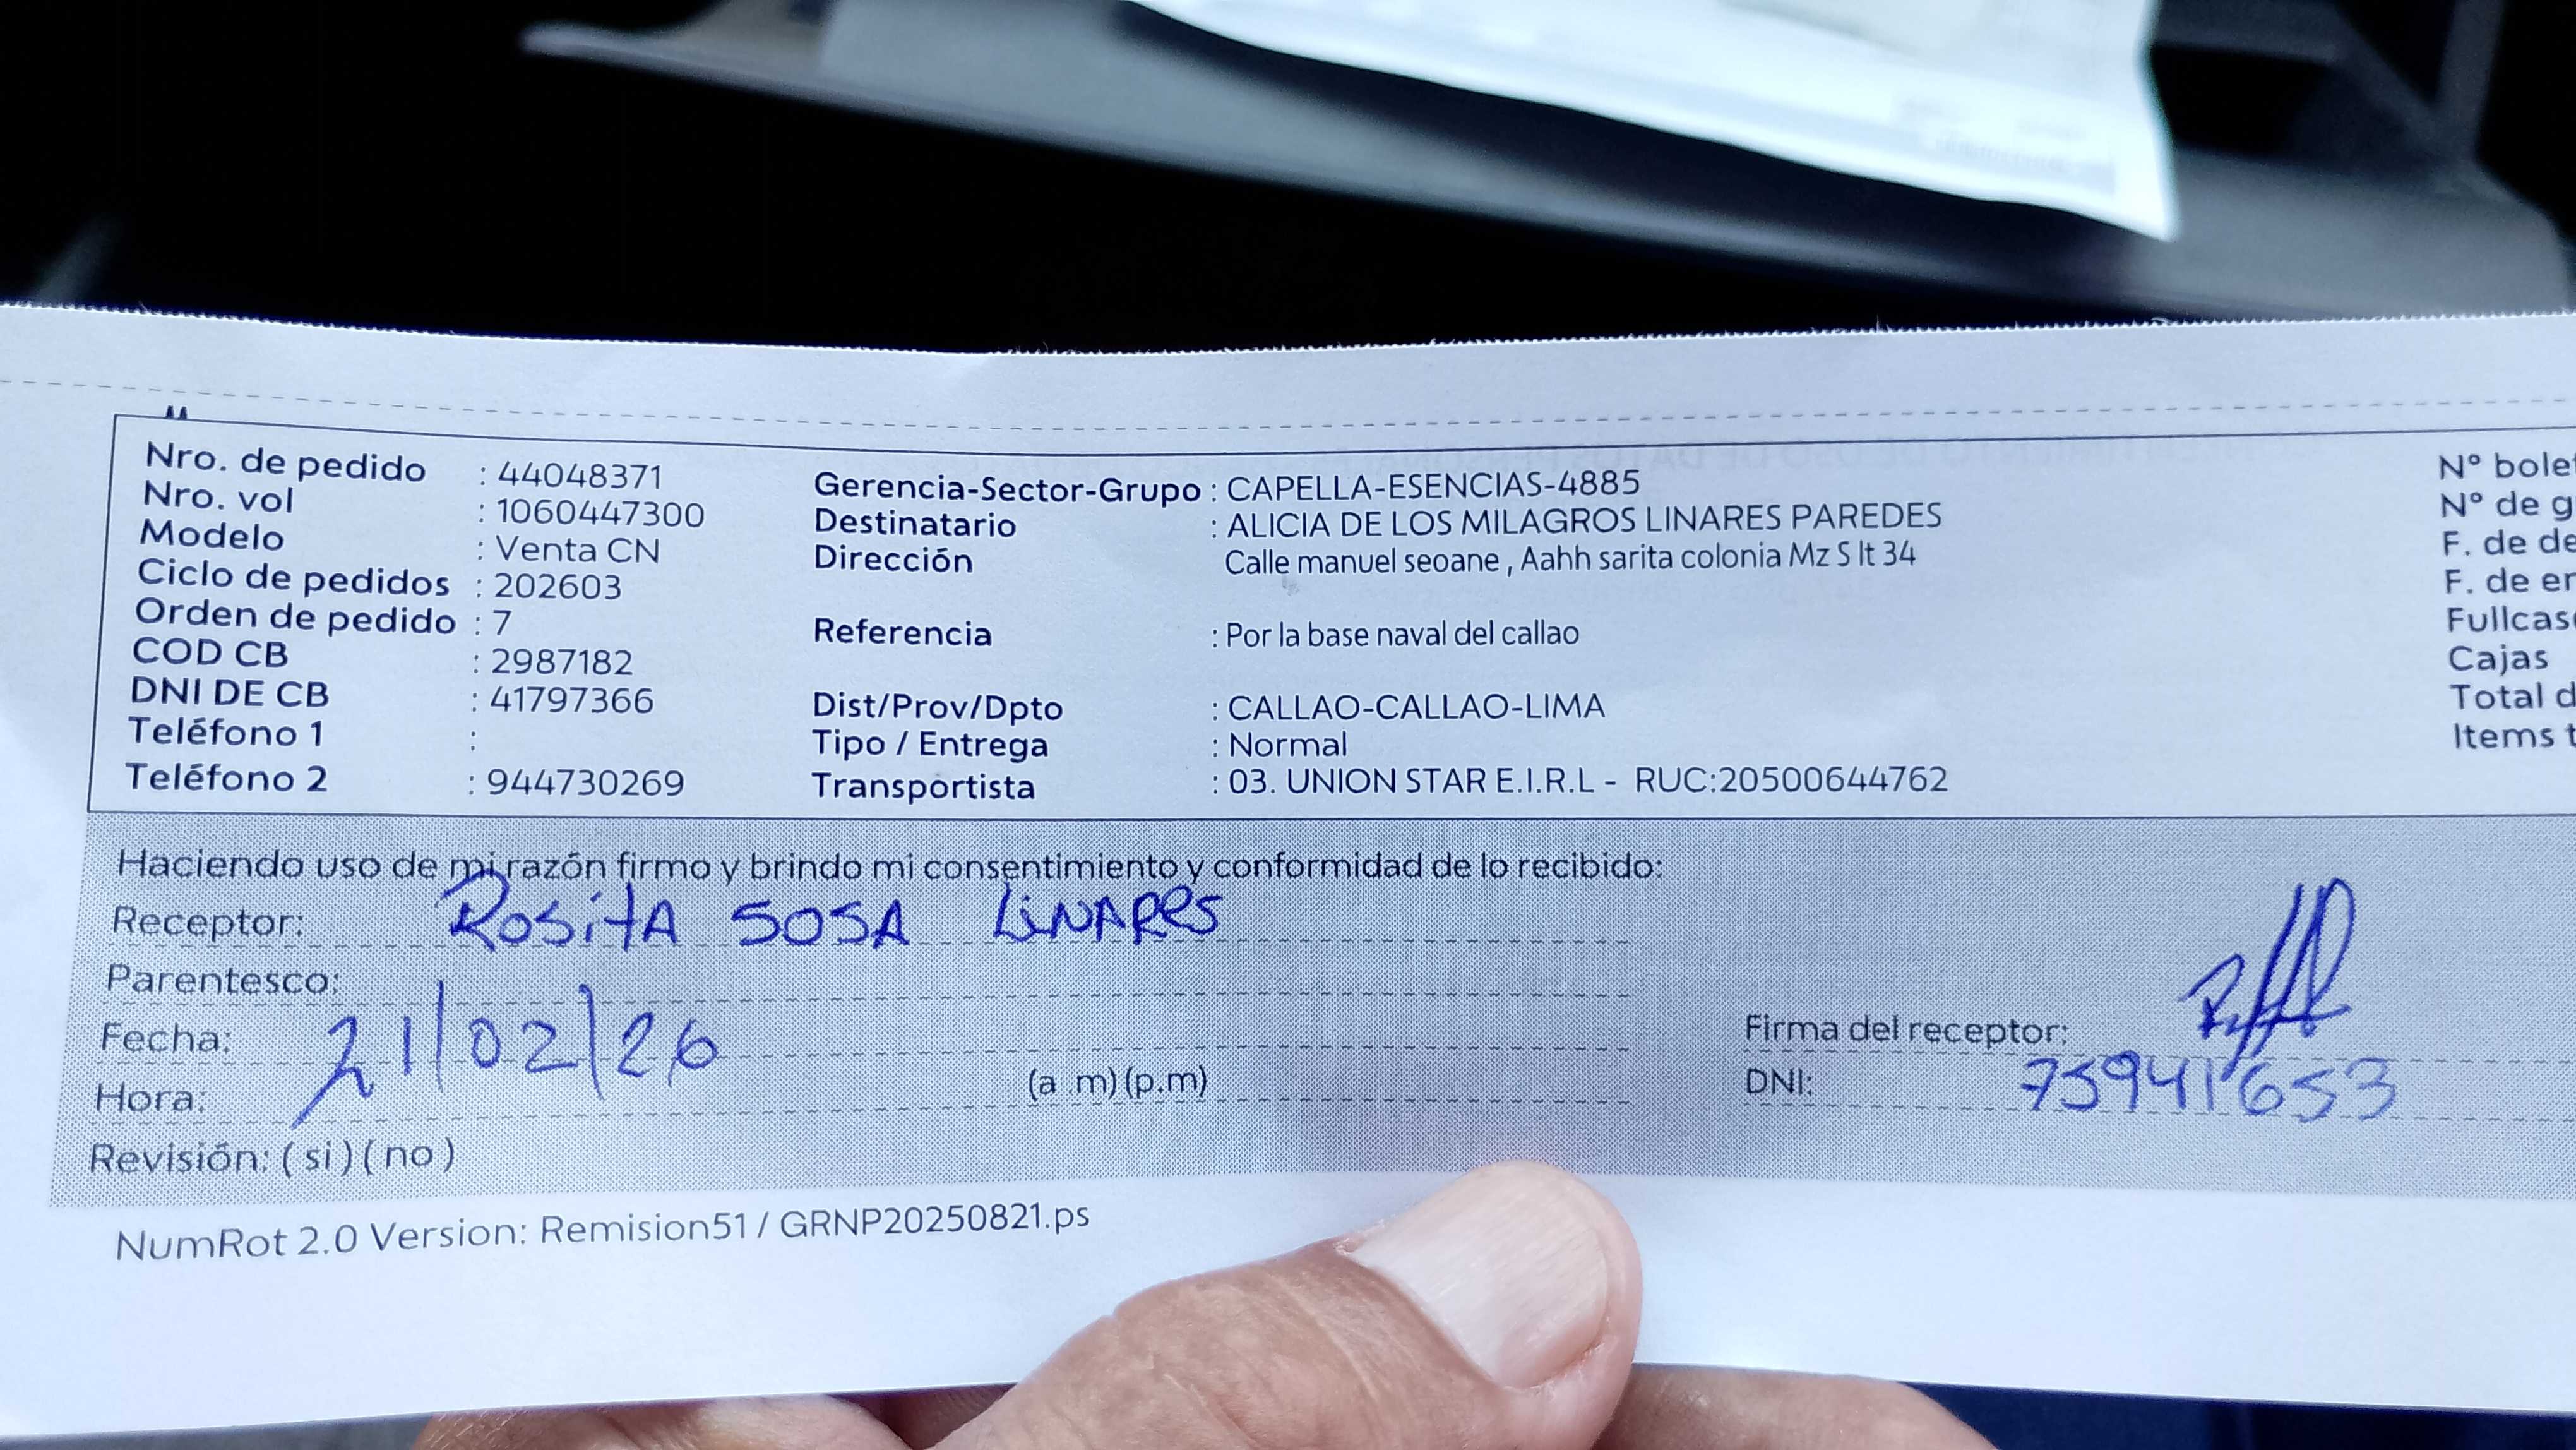 Nro. de pedido : 44048371
Nro. vol : 1060447300
Modelo : Venta CN
Ciclo de pedidos : 202603
Orden de pedido : 7
COD CB : 2987182
DNI DE CB : 41797366
Teléfono 1 :
Teléfono 2 : 944730269
Gerencia-Sector-Grupo : CAPELLA-ESENCIAS-4885
Destinatario : ALICIA DE LOS MILAGROS LINARES PAREDES
Dirección Calle manuel seoane , Aahh sarita colonia Mz S lt 34
Referencia : Por la base naval del callao
Dist/Prov/Dpto : CALLAO-CALLAO-LIMA
Tipo / Entrega : Normal
Transportista : 03. UNION STAR E.I.R.L - RUC:20500644762
N° bole
N° de g
F. de de
F. de en
Fullcas
Cajas
Total d
Items t
Haciendo uso de mi razón firmo y brindo mi consentimiento y conformidad de lo recibido:
Receptor: Rosita SOSA LiNARes
Parentesco:
Fecha: 21/02/26
Hora: (a .m) (p.m)
Revisión: ( si ) ( no )
Firma del receptor:
DNI: 75941653
NumRot 2.0 Version: Remision51 / GRNP20250821.ps